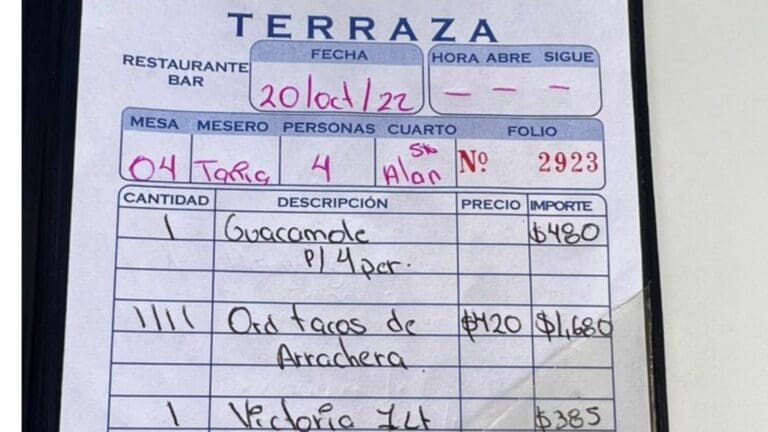 TERRAZA
RESTAURANTE
BAR
FECHA
20/oct/22
HORA ABRE SIGUE
— — —
MESA MESERO PERSONAS CUARTO FOLIO
04 Tania 4 Sr Alan Nº 2923
CANTIDAD DESCRIPCIÓN PRECIO IMPORTE
1 Guacamole $480
p/ 4 per.
1111 Ord tacos de $420 $1,680
Arrachera
1 Victoria 1Lt $385